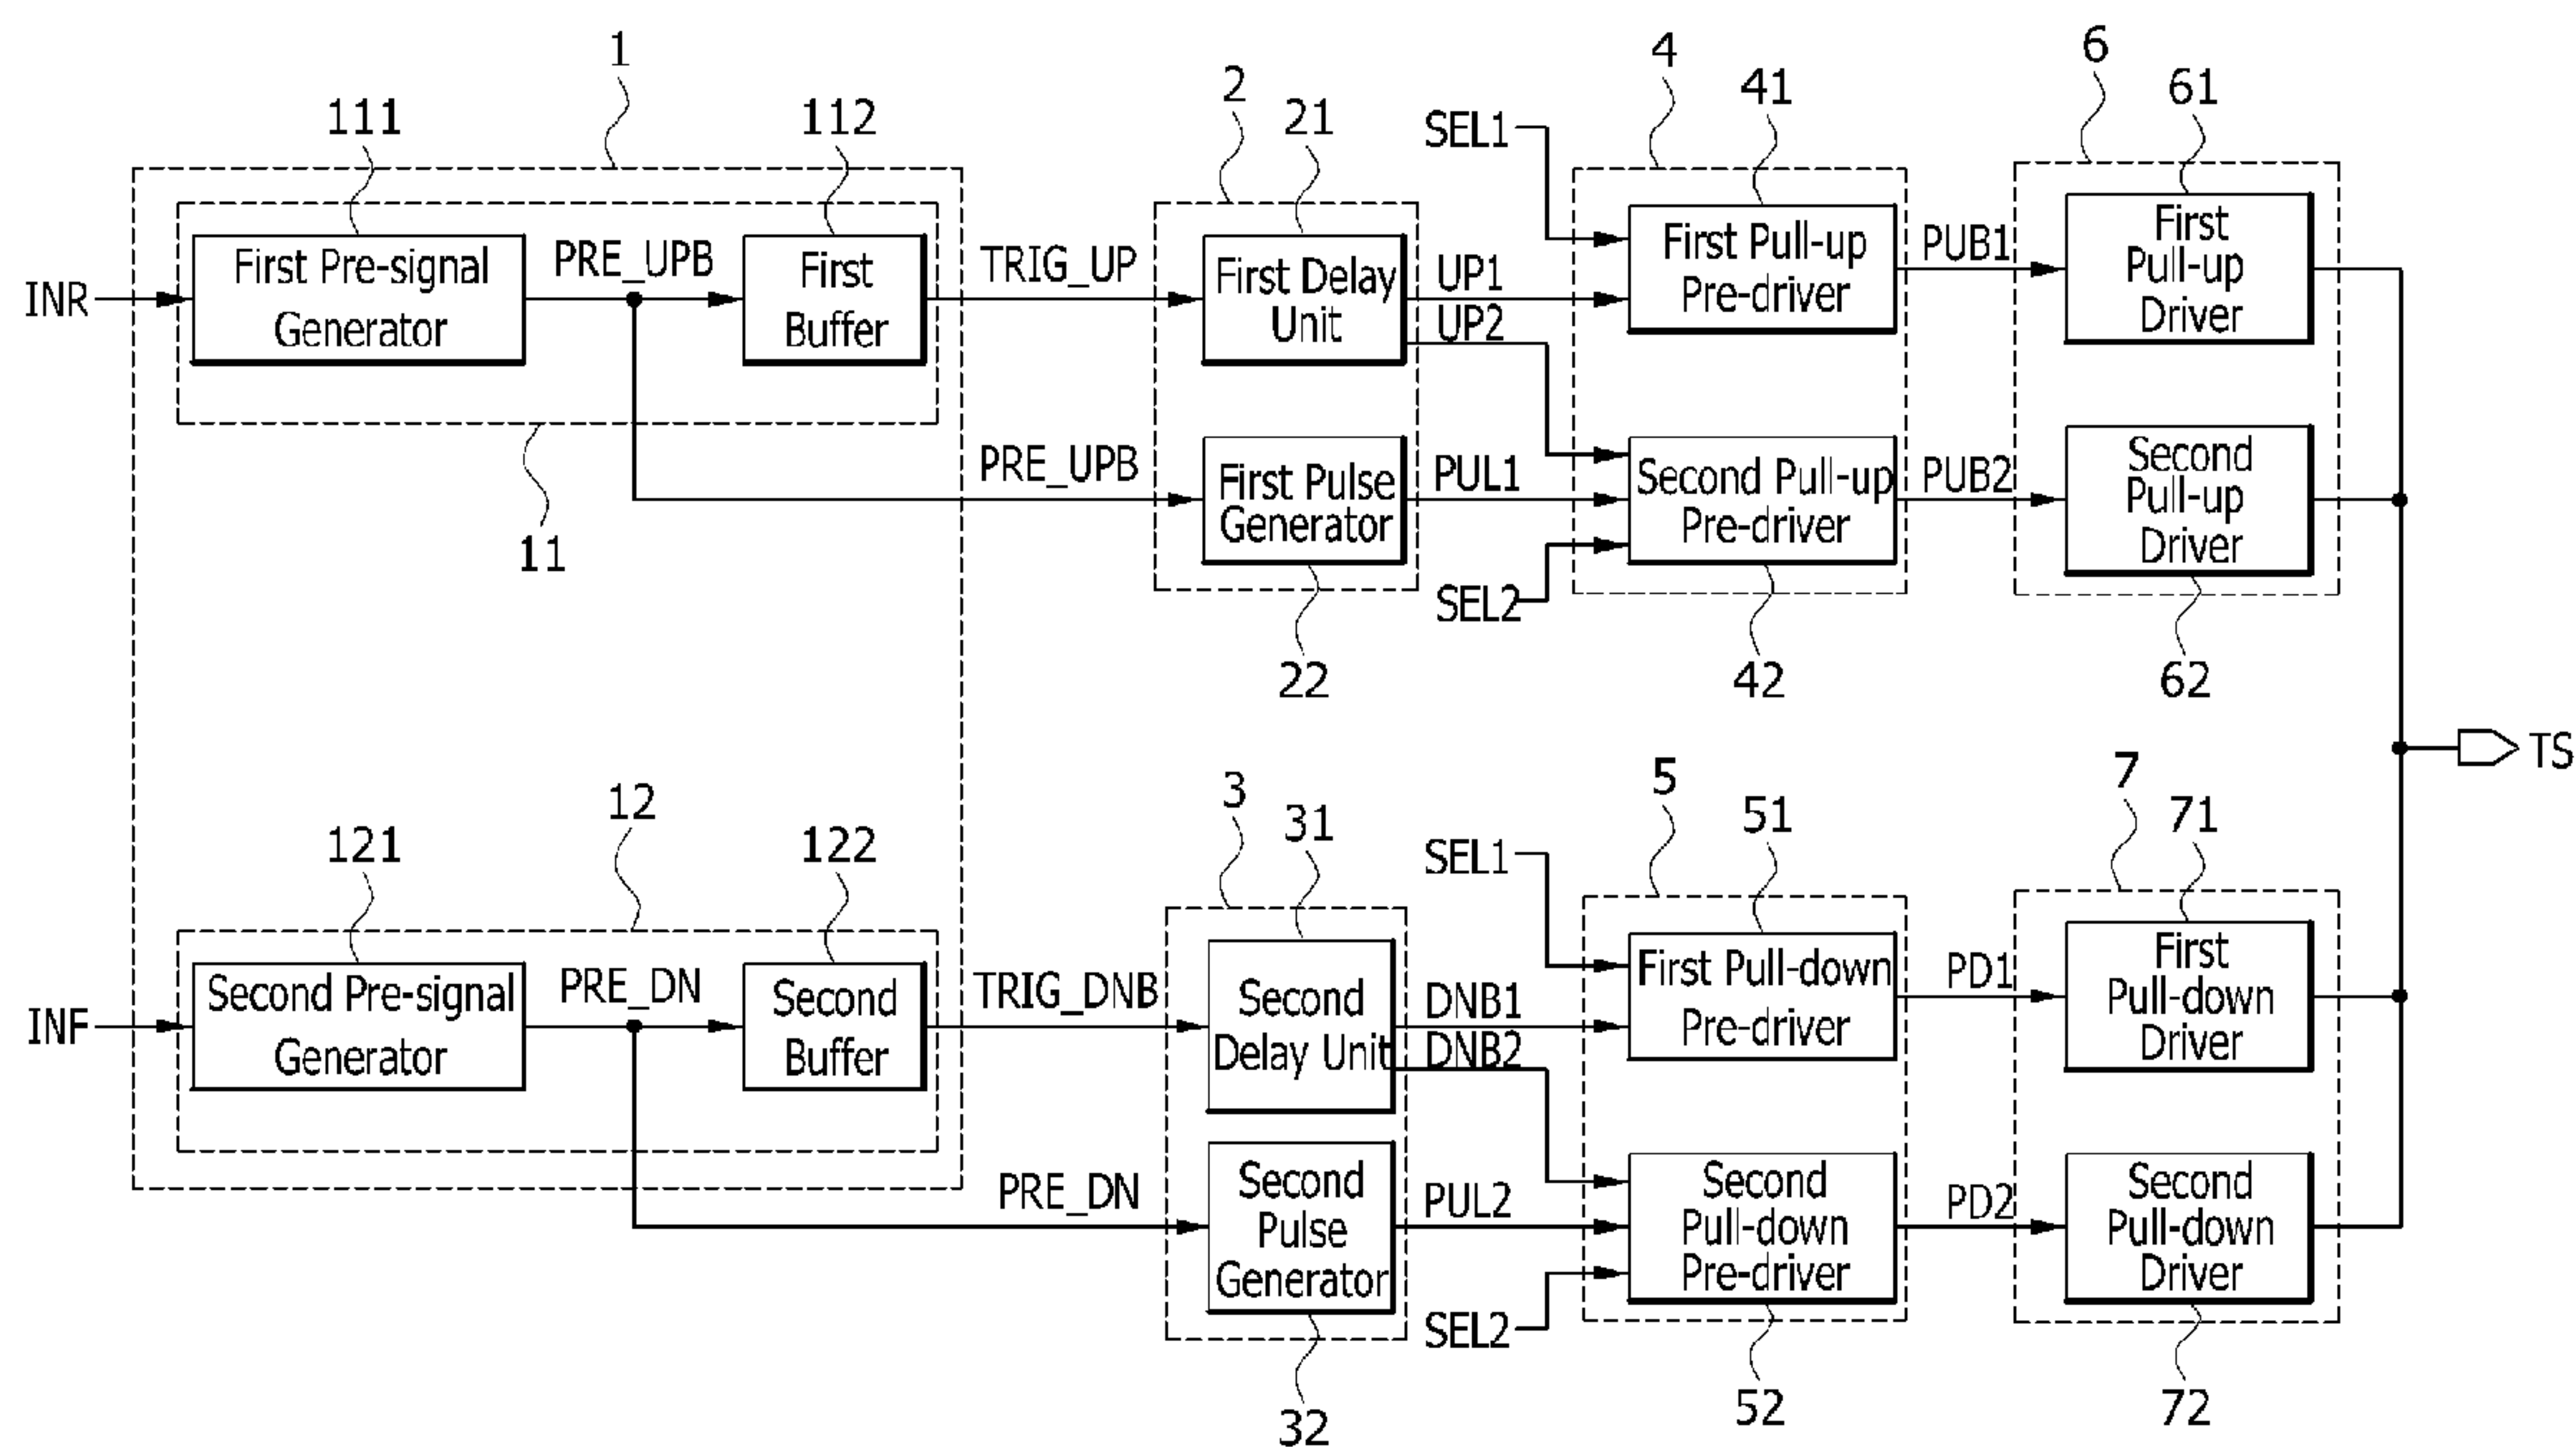 1
2
4
6
111
112
21
41
61
SEL1
INR
First Pre-signal
Generator
PRE_UPB
First
Buffer
TRIG_UP
First Delay
Unit
UP1
UP2
First Pull-up
Pre-driver
PUB1
First
Pull-up
Driver
11
PRE_UPB
First Pulse
Generator
PUL1
SEL2
Second Pull-up
Pre-driver
PUB2
Second
Pull-up
Driver
22
42
62
TS
12
3
5
7
121
122
31
51
71
SEL1
INF
Second Pre-signal
Generator
PRE_DN
Second
Buffer
TRIG_DNB
Second
Delay Unit
DNB1
DNB2
First Pull-down
Pre-driver
PD1
First
Pull-down
Driver
PRE_DN
Second
Pulse
Generator
PUL2
SEL2
Second
Pull-down
Pre-driver
PD2
Second
Pull-down
Driver
32
52
72